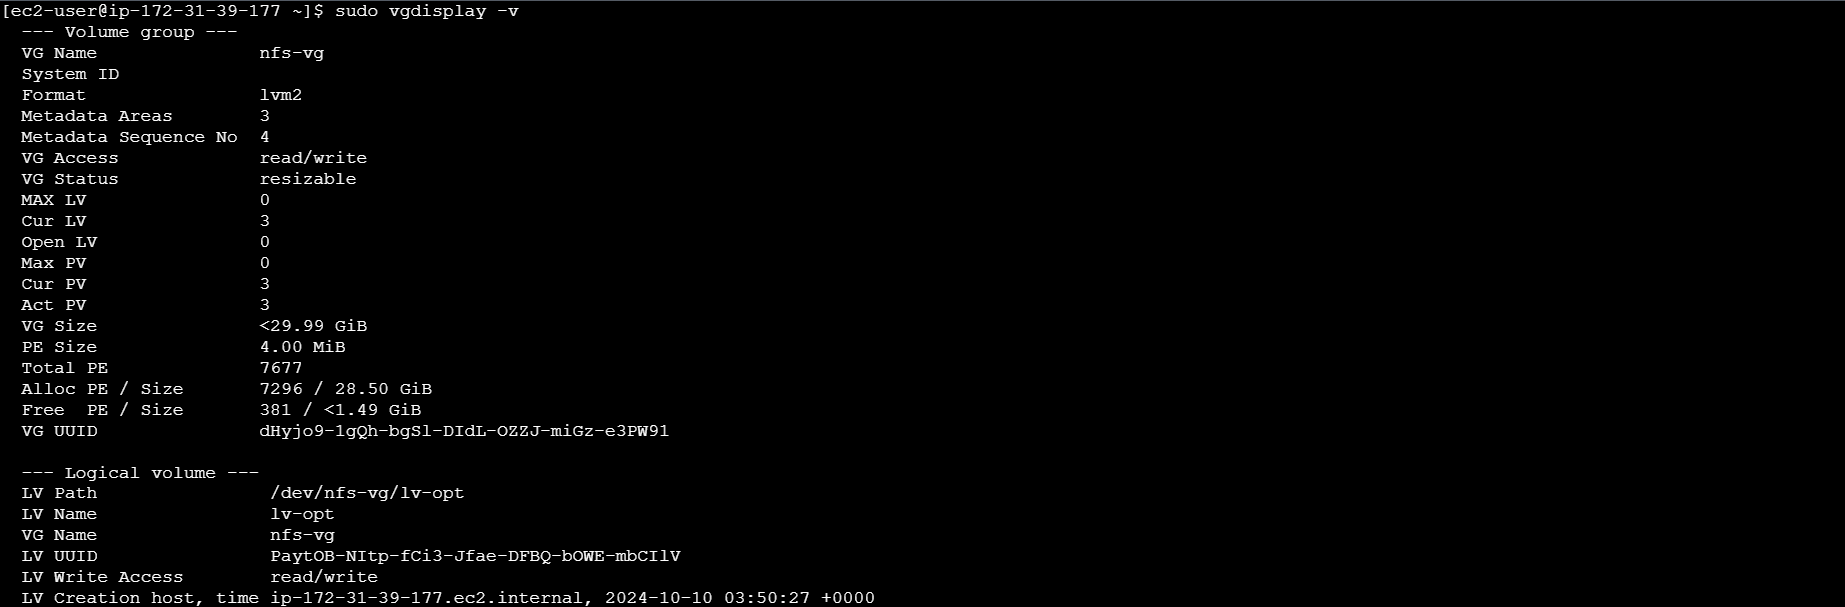 [ec2-user@ip-172-31-39-177 ~]$ sudo vgdisplay -v
--- Volume group ---
VG Name               nfs-vg
System ID
Format                lvm2
Metadata Areas        3
Metadata Sequence No  4
VG Access             read/write
VG Status             resizable
MAX LV                0
Cur LV                3
Open LV               0
Max PV                0
Cur PV                3
Act PV                3
VG Size               <29.99 GiB
PE Size               4.00 MiB
Total PE              7677
Alloc PE / Size       7296 / 28.50 GiB
Free  PE / Size       381 / <1.49 GiB
VG UUID               dHyjo9-1gQh-bgSl-DIdL-OZZJ-miGz-e3PW91
--- Logical volume ---
LV Path                /dev/nfs-vg/lv-opt
LV Name                lv-opt
VG Name                nfs-vg
LV UUID                PaytOB-NItp-fCi3-Jfae-DFBQ-bOWE-mbCIlV
LV Write Access        read/write
LV Creation host, time ip-172-31-39-177.ec2.internal, 2024-10-10 03:50:27 +0000